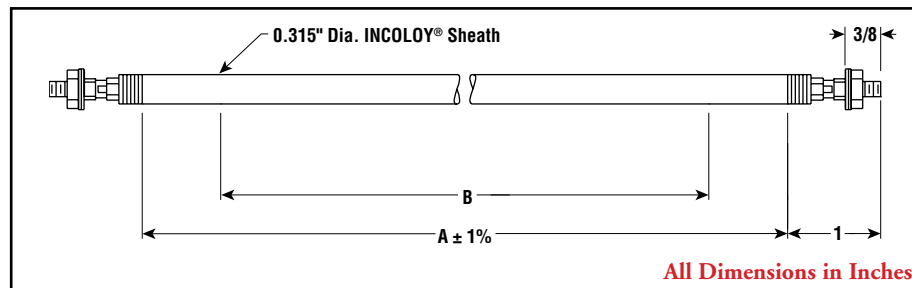 0.315" Dia. INCOLOY® Sheath
3/8
B
A ± 1%
1
All Dimensions in Inches